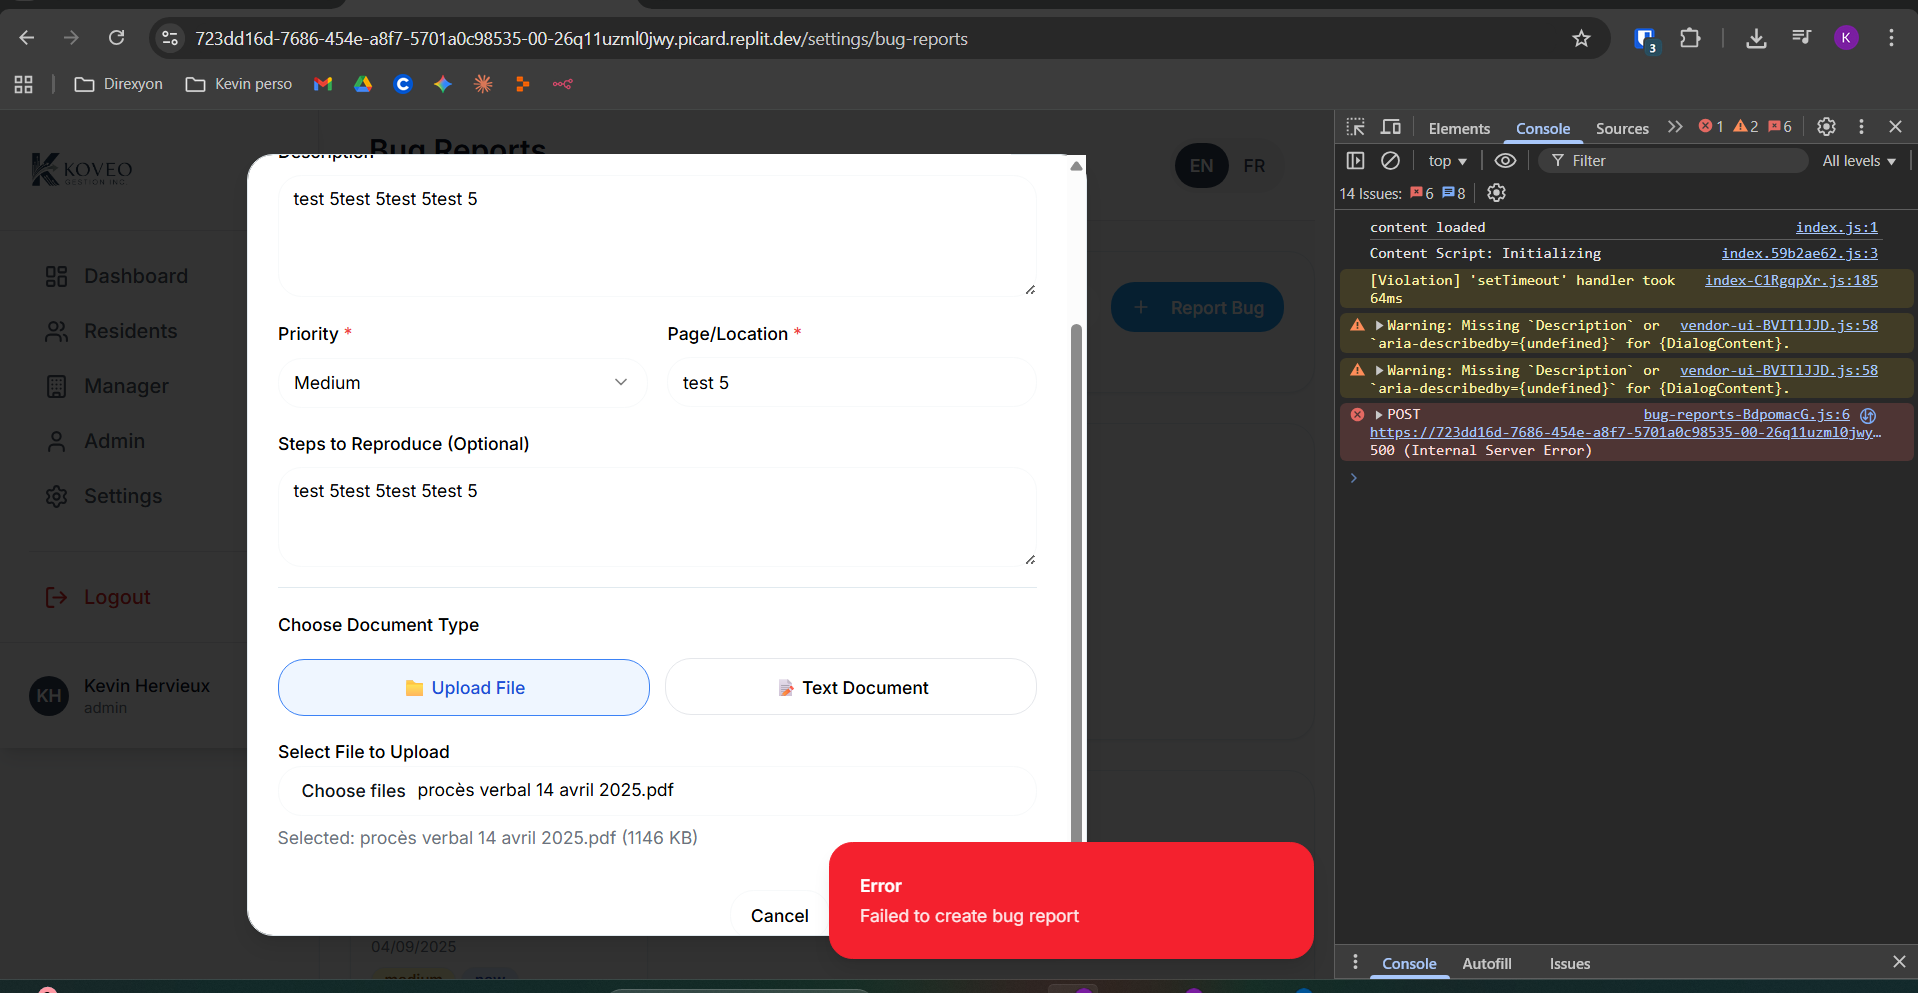 723dd16d-7686-454e-a8f7-5701a0c98535-00-26q11uzml0jwy.picard.replit.dev/settings/bug-reports
3
K
Direxyon
Kevin perso
KOVEO
GESTION INC.
Dashboard
Residents
Manager
Admin
Settings
Logout
KH
Kevin Hervieux
admin
Bug Reports
EN
FR
+ Report Bug
Description
test 5test 5test 5test 5
Priority *
Page/Location *
Medium
test 5
Steps to Reproduce (Optional)
test 5test 5test 5test 5
Choose Document Type
Upload File
Text Document
Select File to Upload
Choose files procès verbal 14 avril 2025.pdf
Selected: procès verbal 14 avril 2025.pdf (1146 KB)
Cancel
Error
Failed to create bug report
04/09/2025
medium
new
Elements
Console
Sources
1
2
6
top
Filter
All levels
14 Issues: 6 8
content loaded index.js:1
Content Script: Initializing index.59b2ae62.js:3
[Violation] 'setTimeout' handler took index-C1RgqpXr.js:185
64ms
Warning: Missing `Description` or vendor-ui-BVITlJJD.js:58
`aria-describedby={undefined}` for {DialogContent}.
Warning: Missing `Description` or vendor-ui-BVITlJJD.js:58
`aria-describedby={undefined}` for {DialogContent}.
POST bug-reports-BdpomacG.js:6
https://723dd16d-7686-454e-a8f7-5701a0c98535-00-26q11uzml0jwy…
500 (Internal Server Error)
Console
Autofill
Issues